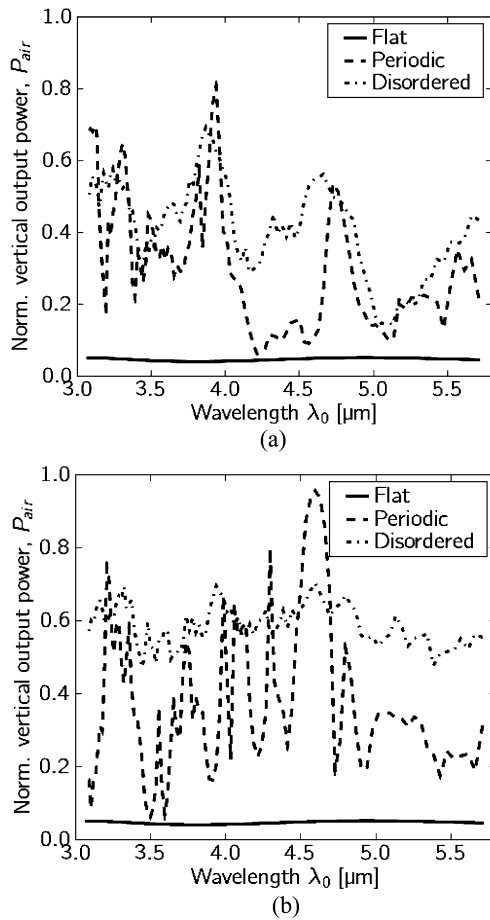 1.0
0.8
0.6
0.4
0.2
0.0
Norm. vertical output power, P_air
Flat
Periodic
Disordered
3.0 3.5 4.0 4.5 5.0 5.5
Wavelength λ₀ [µm]
(a)
1.0
0.8
0.6
0.4
0.2
0.0
Norm. vertical output power, P_air
Flat
Periodic
Disordered
3.0 3.5 4.0 4.5 5.0 5.5
Wavelength λ₀ [µm]
(b)